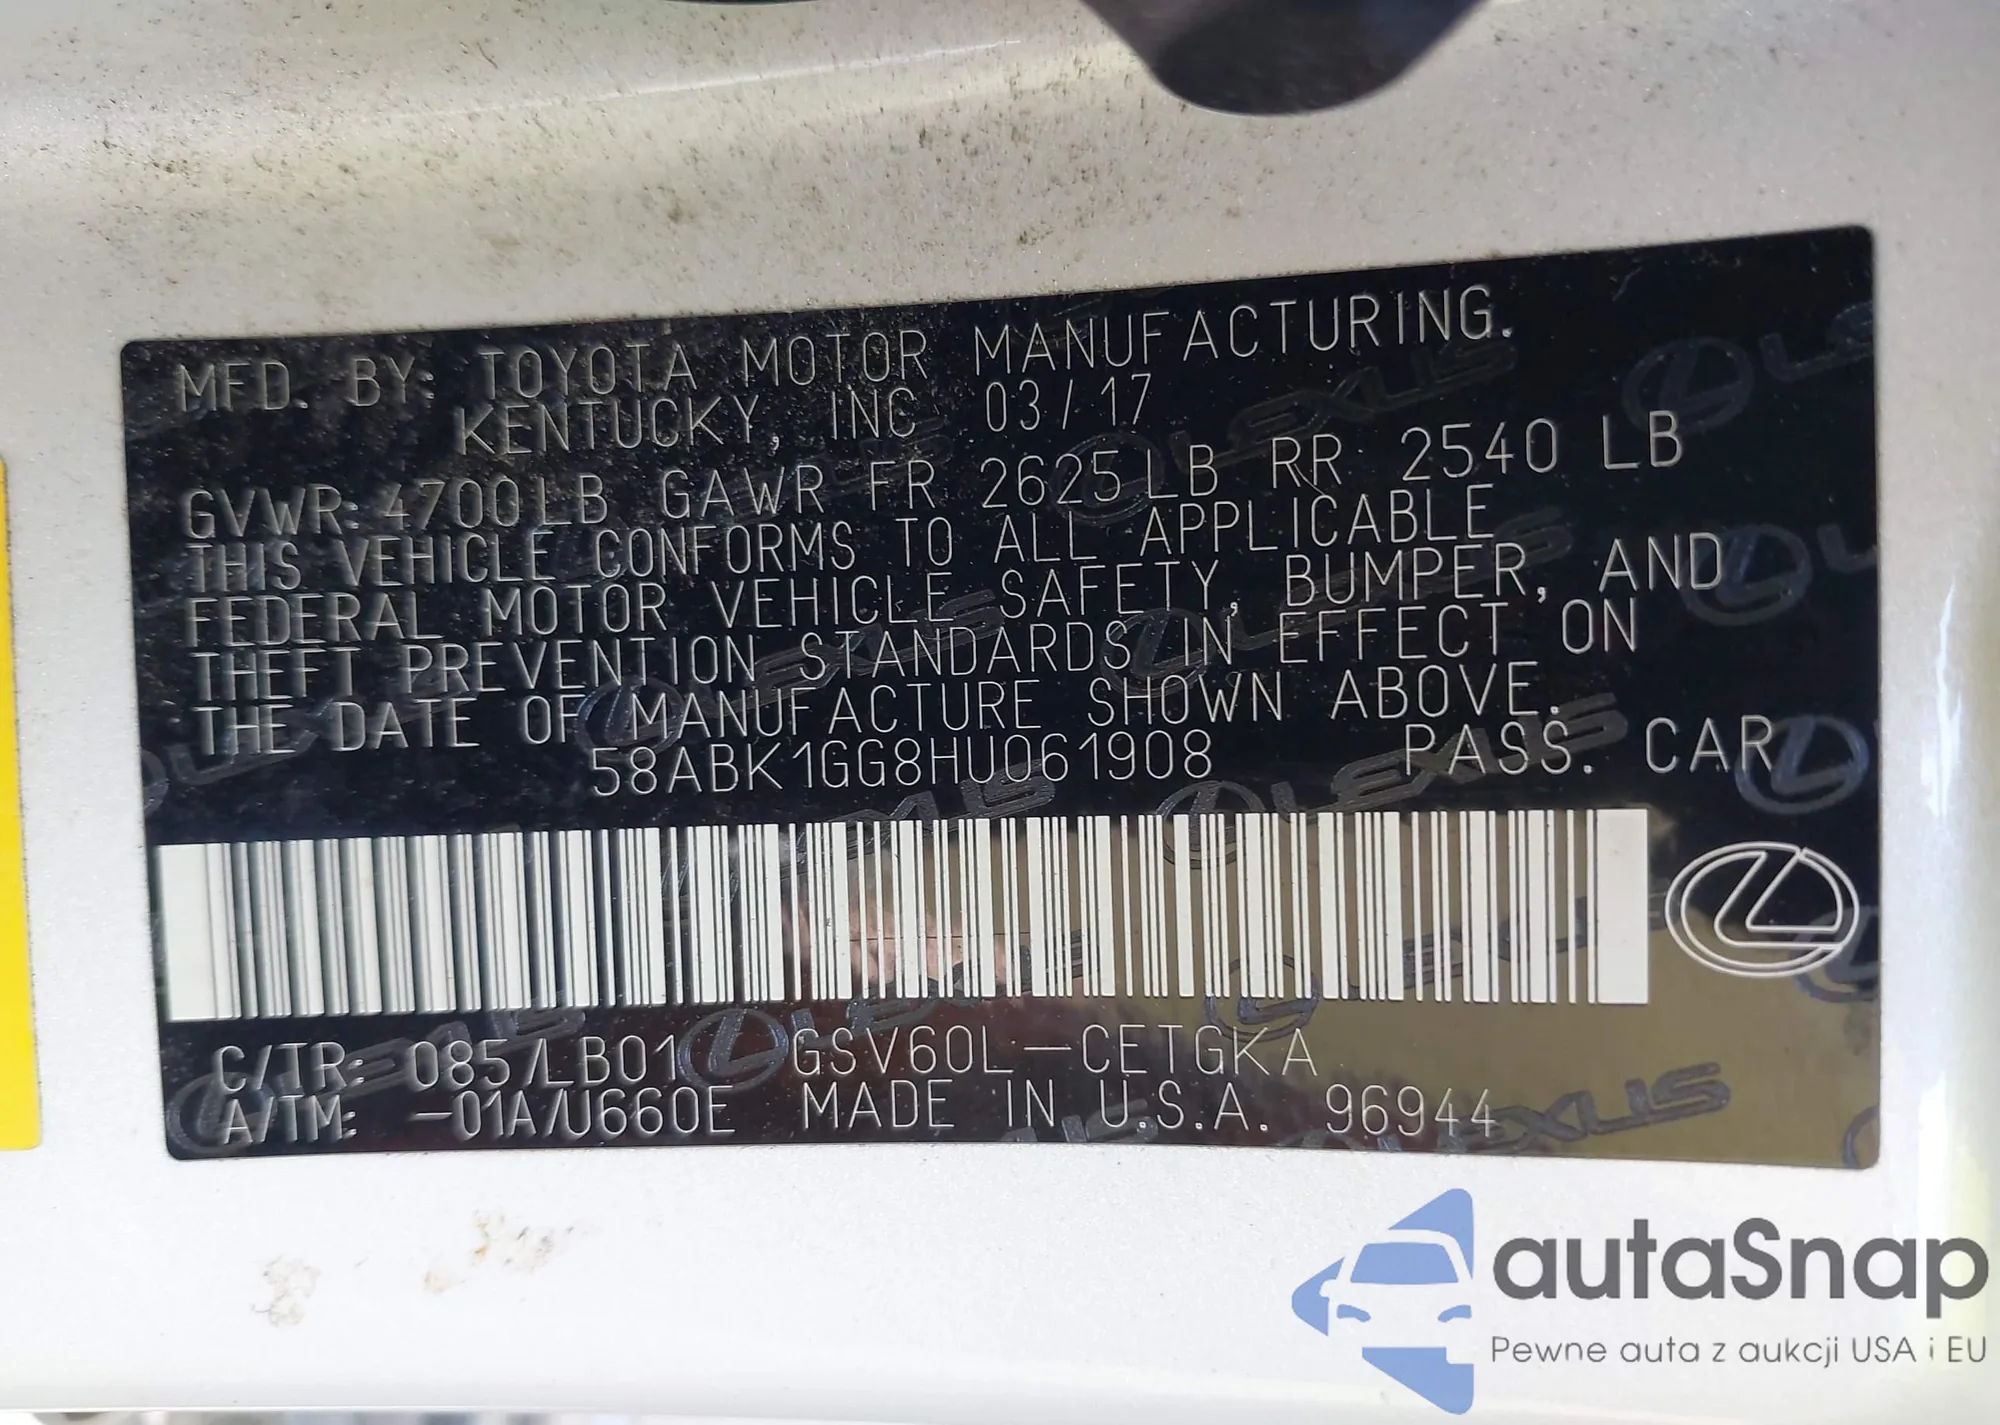 MFD. BY: TOYOTA MOTOR MANUFACTURING.
KENTUCKY, INC 03/17
GVWR: 4700LB GAWR FR 2625LB RR 2540 LB
THIS VEHICLE CONFORMS TO ALL APPLICABLE
FEDERAL MOTOR VEHICLE SAFETY, BUMPER, AND
THEFT PREVENTION STANDARDS IN EFFECT ON
THE DATE OF MANUFACTURE SHOWN ABOVE.
58ABK1GG8HU061908 PASS. CAR
C/TR: 085/LB01 GSV60L-CETGKA
A/TM: -01A/U660E MADE IN U.S.A. 96944
autaSnap
Pewne auta z aukcji USA i EU